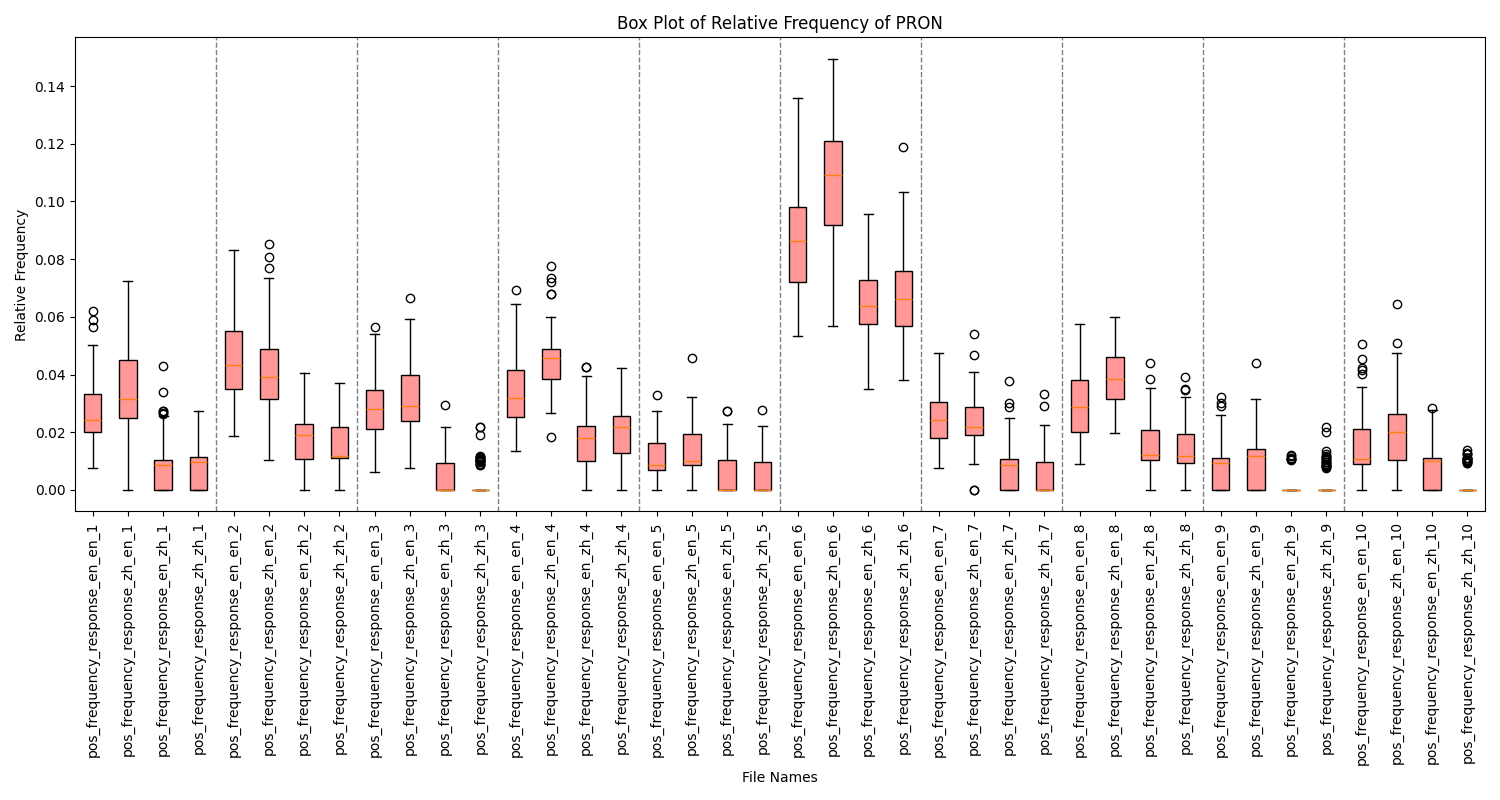 Box Plot of Relative Frequency of PRON
Relative Frequency
0.14
0.12
0.10
0.08
0.06
0.04
0.02
0.00
pos_frequency_response_en_en_1
pos_frequency_response_zh_en_1
pos_frequency_response_en_zh_1
pos_frequency_response_zh_zh_1
pos_frequency_response_en_en_2
pos_frequency_response_zh_en_2
pos_frequency_response_en_zh_2
pos_frequency_response_zh_zh_2
pos_frequency_response_en_en_3
pos_frequency_response_zh_en_3
pos_frequency_response_en_zh_3
pos_frequency_response_zh_zh_3
pos_frequency_response_en_en_4
pos_frequency_response_zh_en_4
pos_frequency_response_en_zh_4
pos_frequency_response_zh_zh_4
pos_frequency_response_en_en_5
pos_frequency_response_zh_en_5
pos_frequency_response_en_zh_5
pos_frequency_response_zh_zh_5
pos_frequency_response_en_en_6
pos_frequency_response_zh_en_6
pos_frequency_response_en_zh_6
pos_frequency_response_zh_zh_6
pos_frequency_response_en_en_7
pos_frequency_response_zh_en_7
pos_frequency_response_en_zh_7
pos_frequency_response_zh_zh_7
pos_frequency_response_en_en_8
pos_frequency_response_zh_en_8
pos_frequency_response_en_zh_8
pos_frequency_response_zh_zh_8
pos_frequency_response_en_en_9
pos_frequency_response_zh_en_9
pos_frequency_response_en_zh_9
pos_frequency_response_zh_zh_9
pos_frequency_response_en_en_10
pos_frequency_response_zh_en_10
pos_frequency_response_en_zh_10
pos_frequency_response_zh_zh_10
File Names